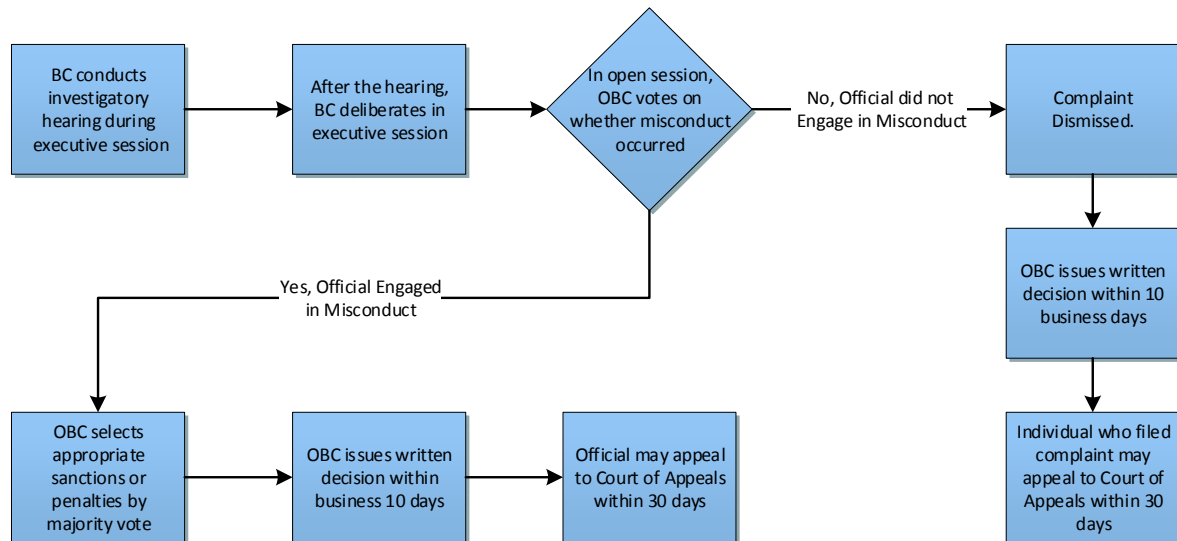 BC conducts
investigatory
hearing during
executive session
After the hearing,
BC deliberates in
executive session
In open session,
OBC votes on
whether misconduct
occurred
No, Official did not
Engage in Misconduct
Complaint
Dismissed.
OBC issues written
decision within 10
business days
Individual who filed
complaint may
appeal to Court of
Appeals within 30
days
Yes, Official Engaged
in Misconduct
OBC selects
appropriate
sanctions or
penalties by
majority vote
OBC issues written
decision within
business 10 days
Official may appeal
to Court of Appeals
within 30 days